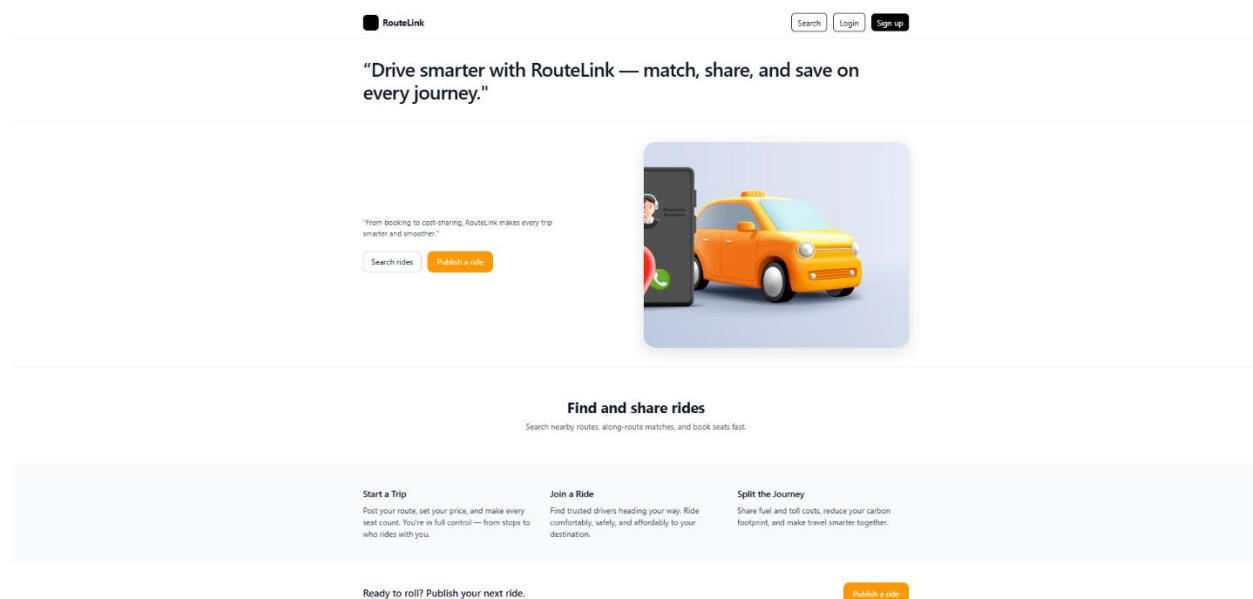 RouteLink
Search
Login
Sign up
“Drive smarter with RouteLink — match, share, and save on
every journey."
"From booking to cost-sharing, RouteLink makes every trip
smarter and smoother."
Search rides
Publish a ride
Find and share rides
Search nearby routes, along-route matches, and book seats fast.
Start a Trip
Post your route, set your price, and make every
seat count. You're in full control — from stops to
who rides with you.
Join a Ride
Find trusted drivers heading your way. Ride
comfortably, safely, and affordably to your
destination.
Split the Journey
Share fuel and toll costs, reduce your carbon
footprint, and make travel smarter together.
Ready to roll? Publish your next ride.
Publish a ride